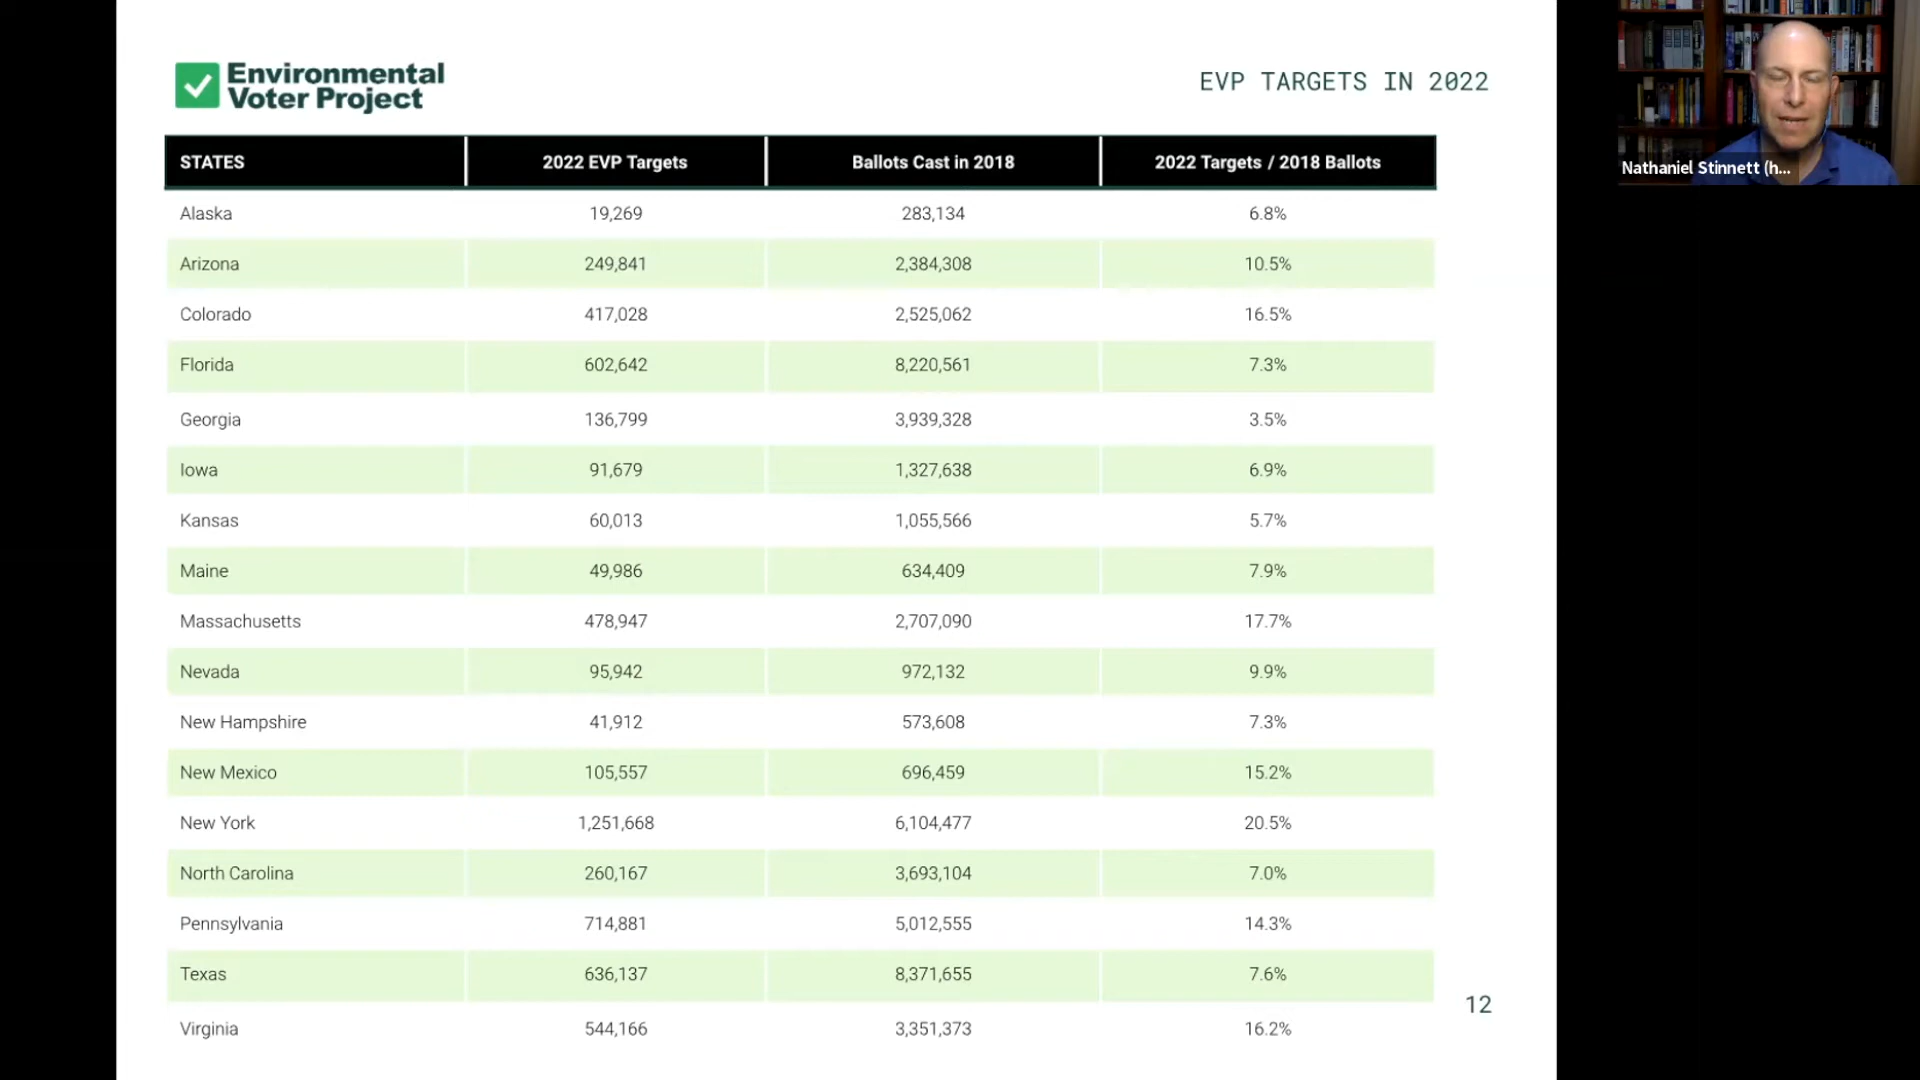 Environmental
Voter Project
EVP TARGETS IN 2022
STATES 2022 EVP Targets Ballots Cast in 2018 2022 Targets / 2018 Ballots
Alaska 19,269 283,134 6.8%
Arizona 249,841 2,384,308 10.5%
Colorado 417,028 2,525,062 16.5%
Florida 602,642 8,220,561 7.3%
Georgia 136,799 3,939,328 3.5%
Iowa 91,679 1,327,638 6.9%
Kansas 60,013 1,055,566 5.7%
Maine 49,986 634,409 7.9%
Massachusetts 478,947 2,707,090 17.7%
Nevada 95,942 972,132 9.9%
New Hampshire 41,912 573,608 7.3%
New Mexico 105,557 696,459 15.2%
New York 1,251,668 6,104,477 20.5%
North Carolina 260,167 3,693,104 7.0%
Pennsylvania 714,881 5,012,555 14.3%
Texas 636,137 8,371,655 7.6%
Virginia 544,166 3,351,373 16.2%
12
Nathaniel Stinnett (h...